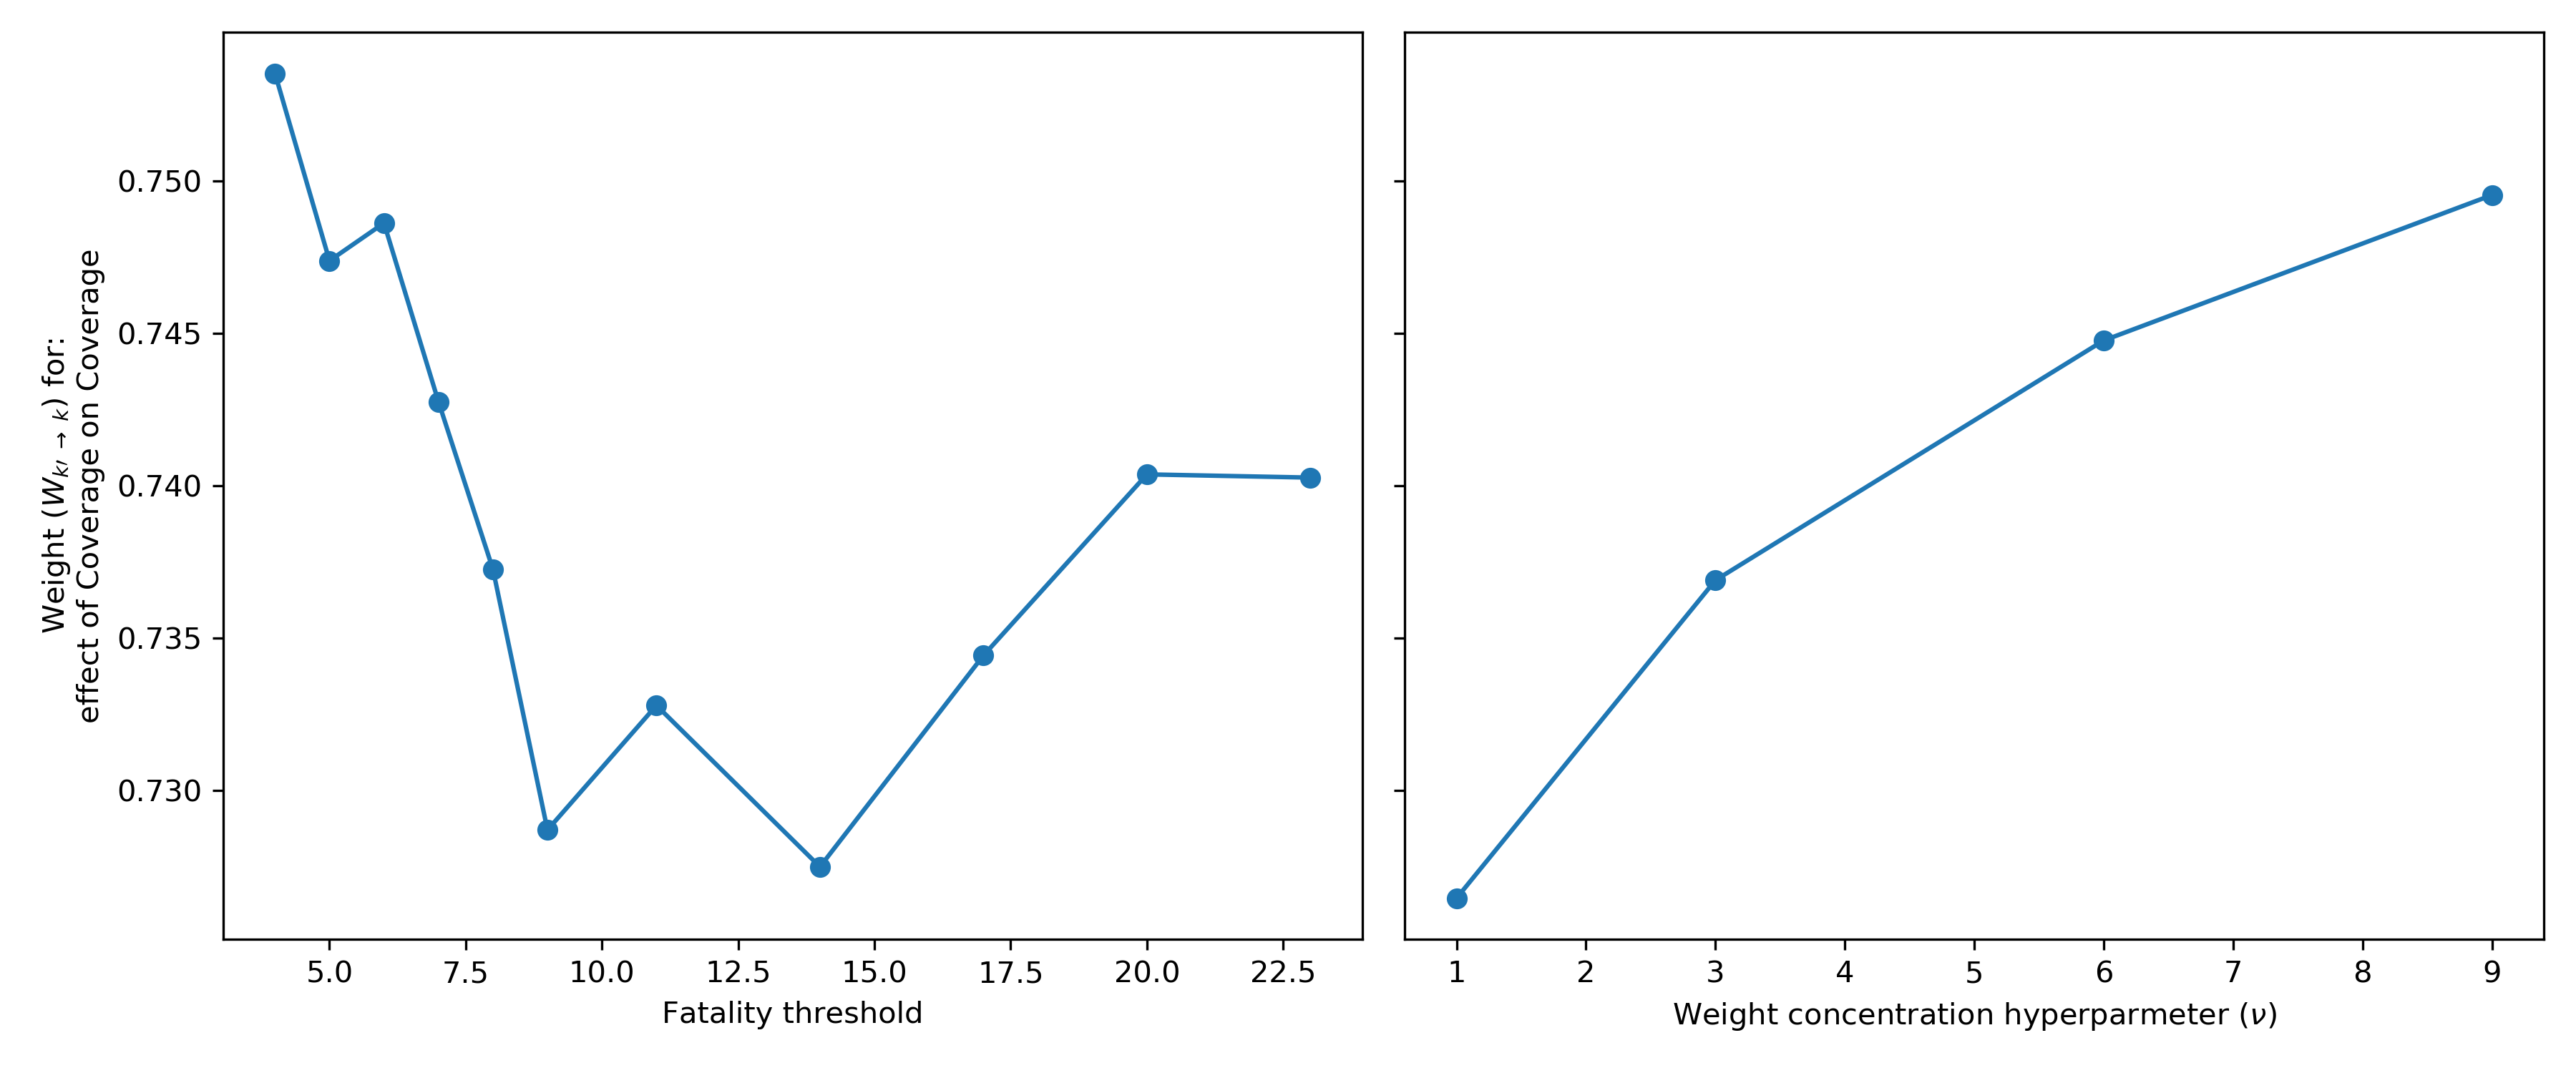 Weight (W_{k′ → k}) for:
effect of Coverage on Coverage
0.750
0.745
0.740
0.735
0.730
5.0 7.5 10.0 12.5 15.0 17.5 20.0 22.5
Fatality threshold
1 2 3 4 5 6 7 8 9
Weight concentration hyperparmeter (ν)